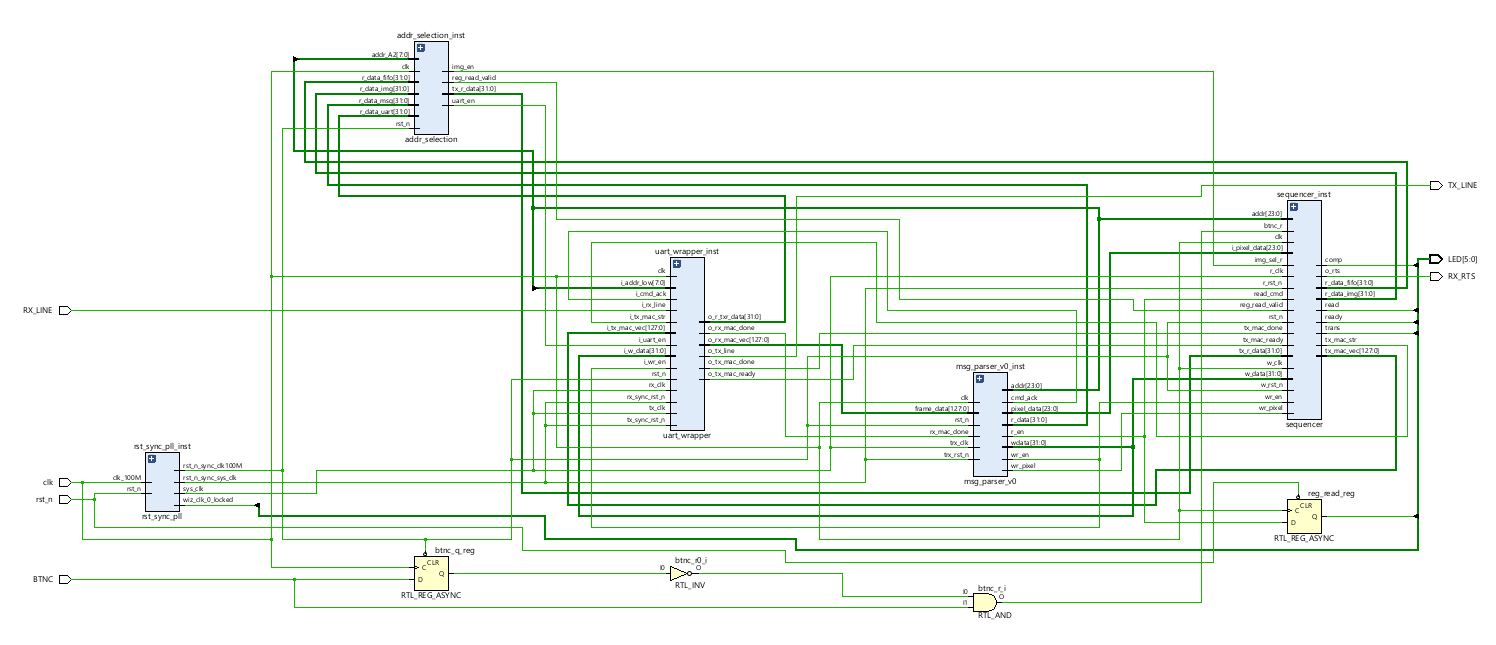 addr_selection_inst
addr_A2[7:0]
clk
r_data_fifo[31:0]
r_data_img[31:0]
r_data_msg[31:0]
r_data_uart[31:0]
rst_n
img_en
reg_read_valid
tx_r_data[31:0]
uart_en
addr_selection
TX_LINE
LED[5:0]
RX_RTS
sequencer_inst
addr[23:0]
btnc_r
clk
i_pixel_data[23:0]
img_sel_r
r_clk
r_rst_n
read_cmd
reg_read_valid
rst_n
tx_mac_done
tx_mac_ready
tx_r_data[31:0]
w_clk
w_data[31:0]
w_rst_n
wr_en
wr_pixel
comp
o_rts
r_data_fifo[31:0]
r_data_img[31:0]
read
ready
trans
tx_mac_str
tx_mac_vec[127:0]
sequencer
uart_wrapper_inst
clk
i_addr_low[7:0]
i_cmd_ack
i_rx_line
i_tx_mac_str
i_tx_mac_vec[127:0]
i_uart_en
i_w_data[31:0]
i_wr_en
rst_n
rx_clk
rx_sync_rst_n
tx_clk
tx_sync_rst_n
o_r_txr_data[31:0]
o_rx_mac_done
o_rx_mac_vec[127:0]
o_tx_line
o_tx_mac_done
o_tx_mac_ready
uart_wrapper
RX_LINE
msg_parser_v0_inst
clk
frame_data[127:0]
rst_n
rx_mac_done
trx_clk
trx_rst_n
addr[23:0]
cmd_ack
pixel_data[23:0]
r_data[31:0]
r_en
wdata[31:0]
wr_en
wr_pixel
msg_parser_v0
rst_sync_pll_inst
clk_100M
rst_n
rst_n_sync_clk100M
rst_n_sync_sys_clk
sys_clk
wiz_clk_0_locked
rst_sync_pll
clk
rst_n
BTNC
btnc_q_reg
CLR
C
D
Q
RTL_REG_ASYNC
btnc_r0_i
I0
O
RTL_INV
btnc_r_i
I0
I1
O
RTL_AND
reg_read_reg
CLR
C
D
Q
RTL_REG_ASYNC